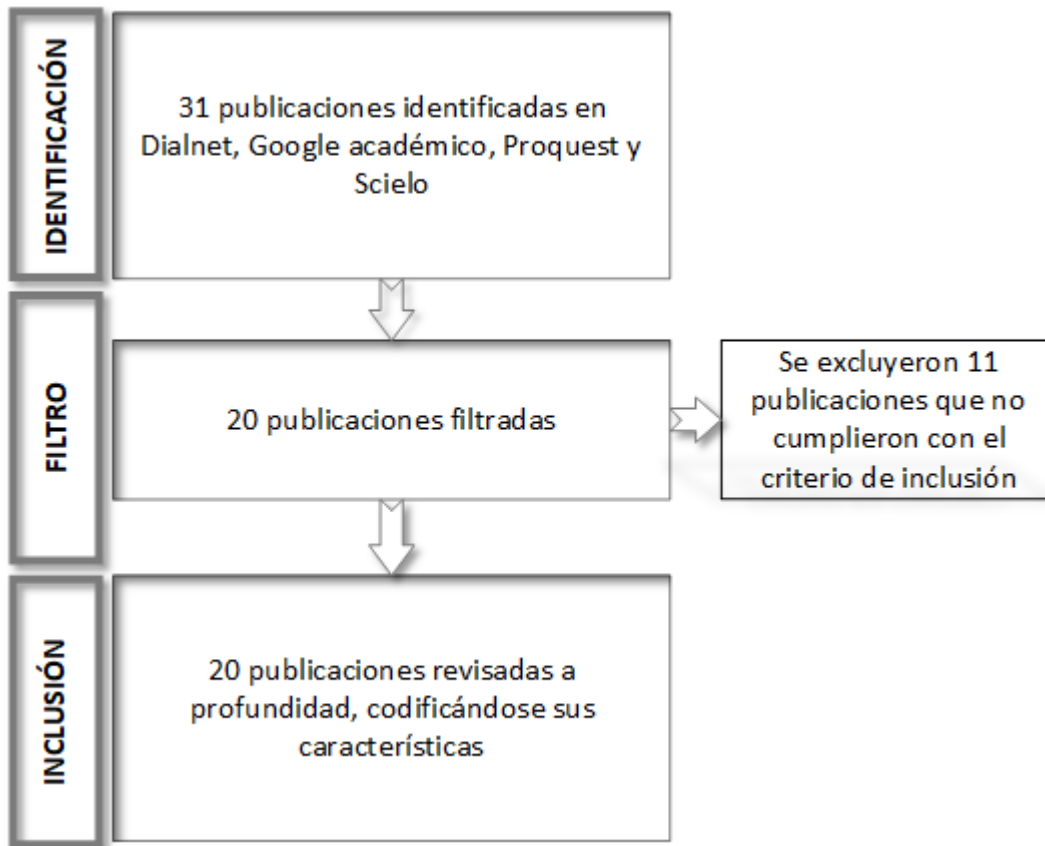 IDENTIFICACIÓN
31 publicaciones identificadas en
Dialnet, Google académico, Proquest y
Scielo
FILTRO
20 publicaciones filtradas
Se excluyeron 11
publicaciones que no
cumplieron con el
criterio de inclusión
INCLUSIÓN
20 publicaciones revisadas a
profundidad, codificándose sus
características